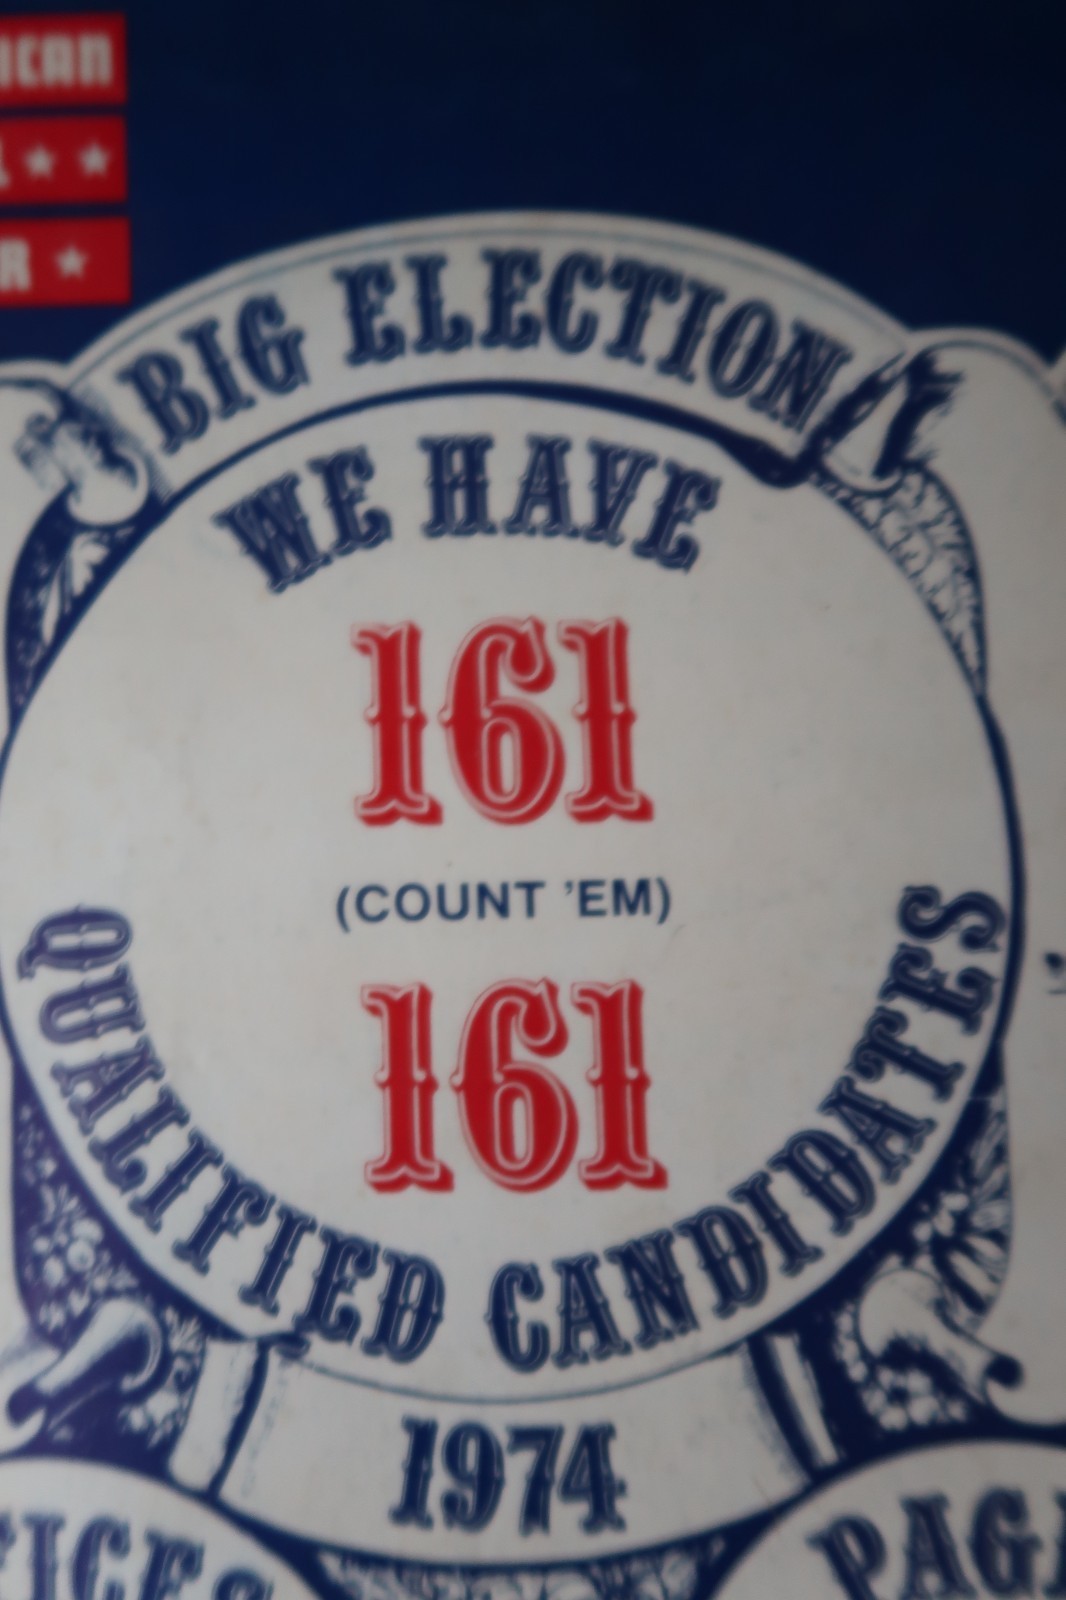 ★ ★
R ★
BIG ELECTION
WE HAVE
161
(COUNT 'EM)
161
QUALIFIED CANDIDATES
1974